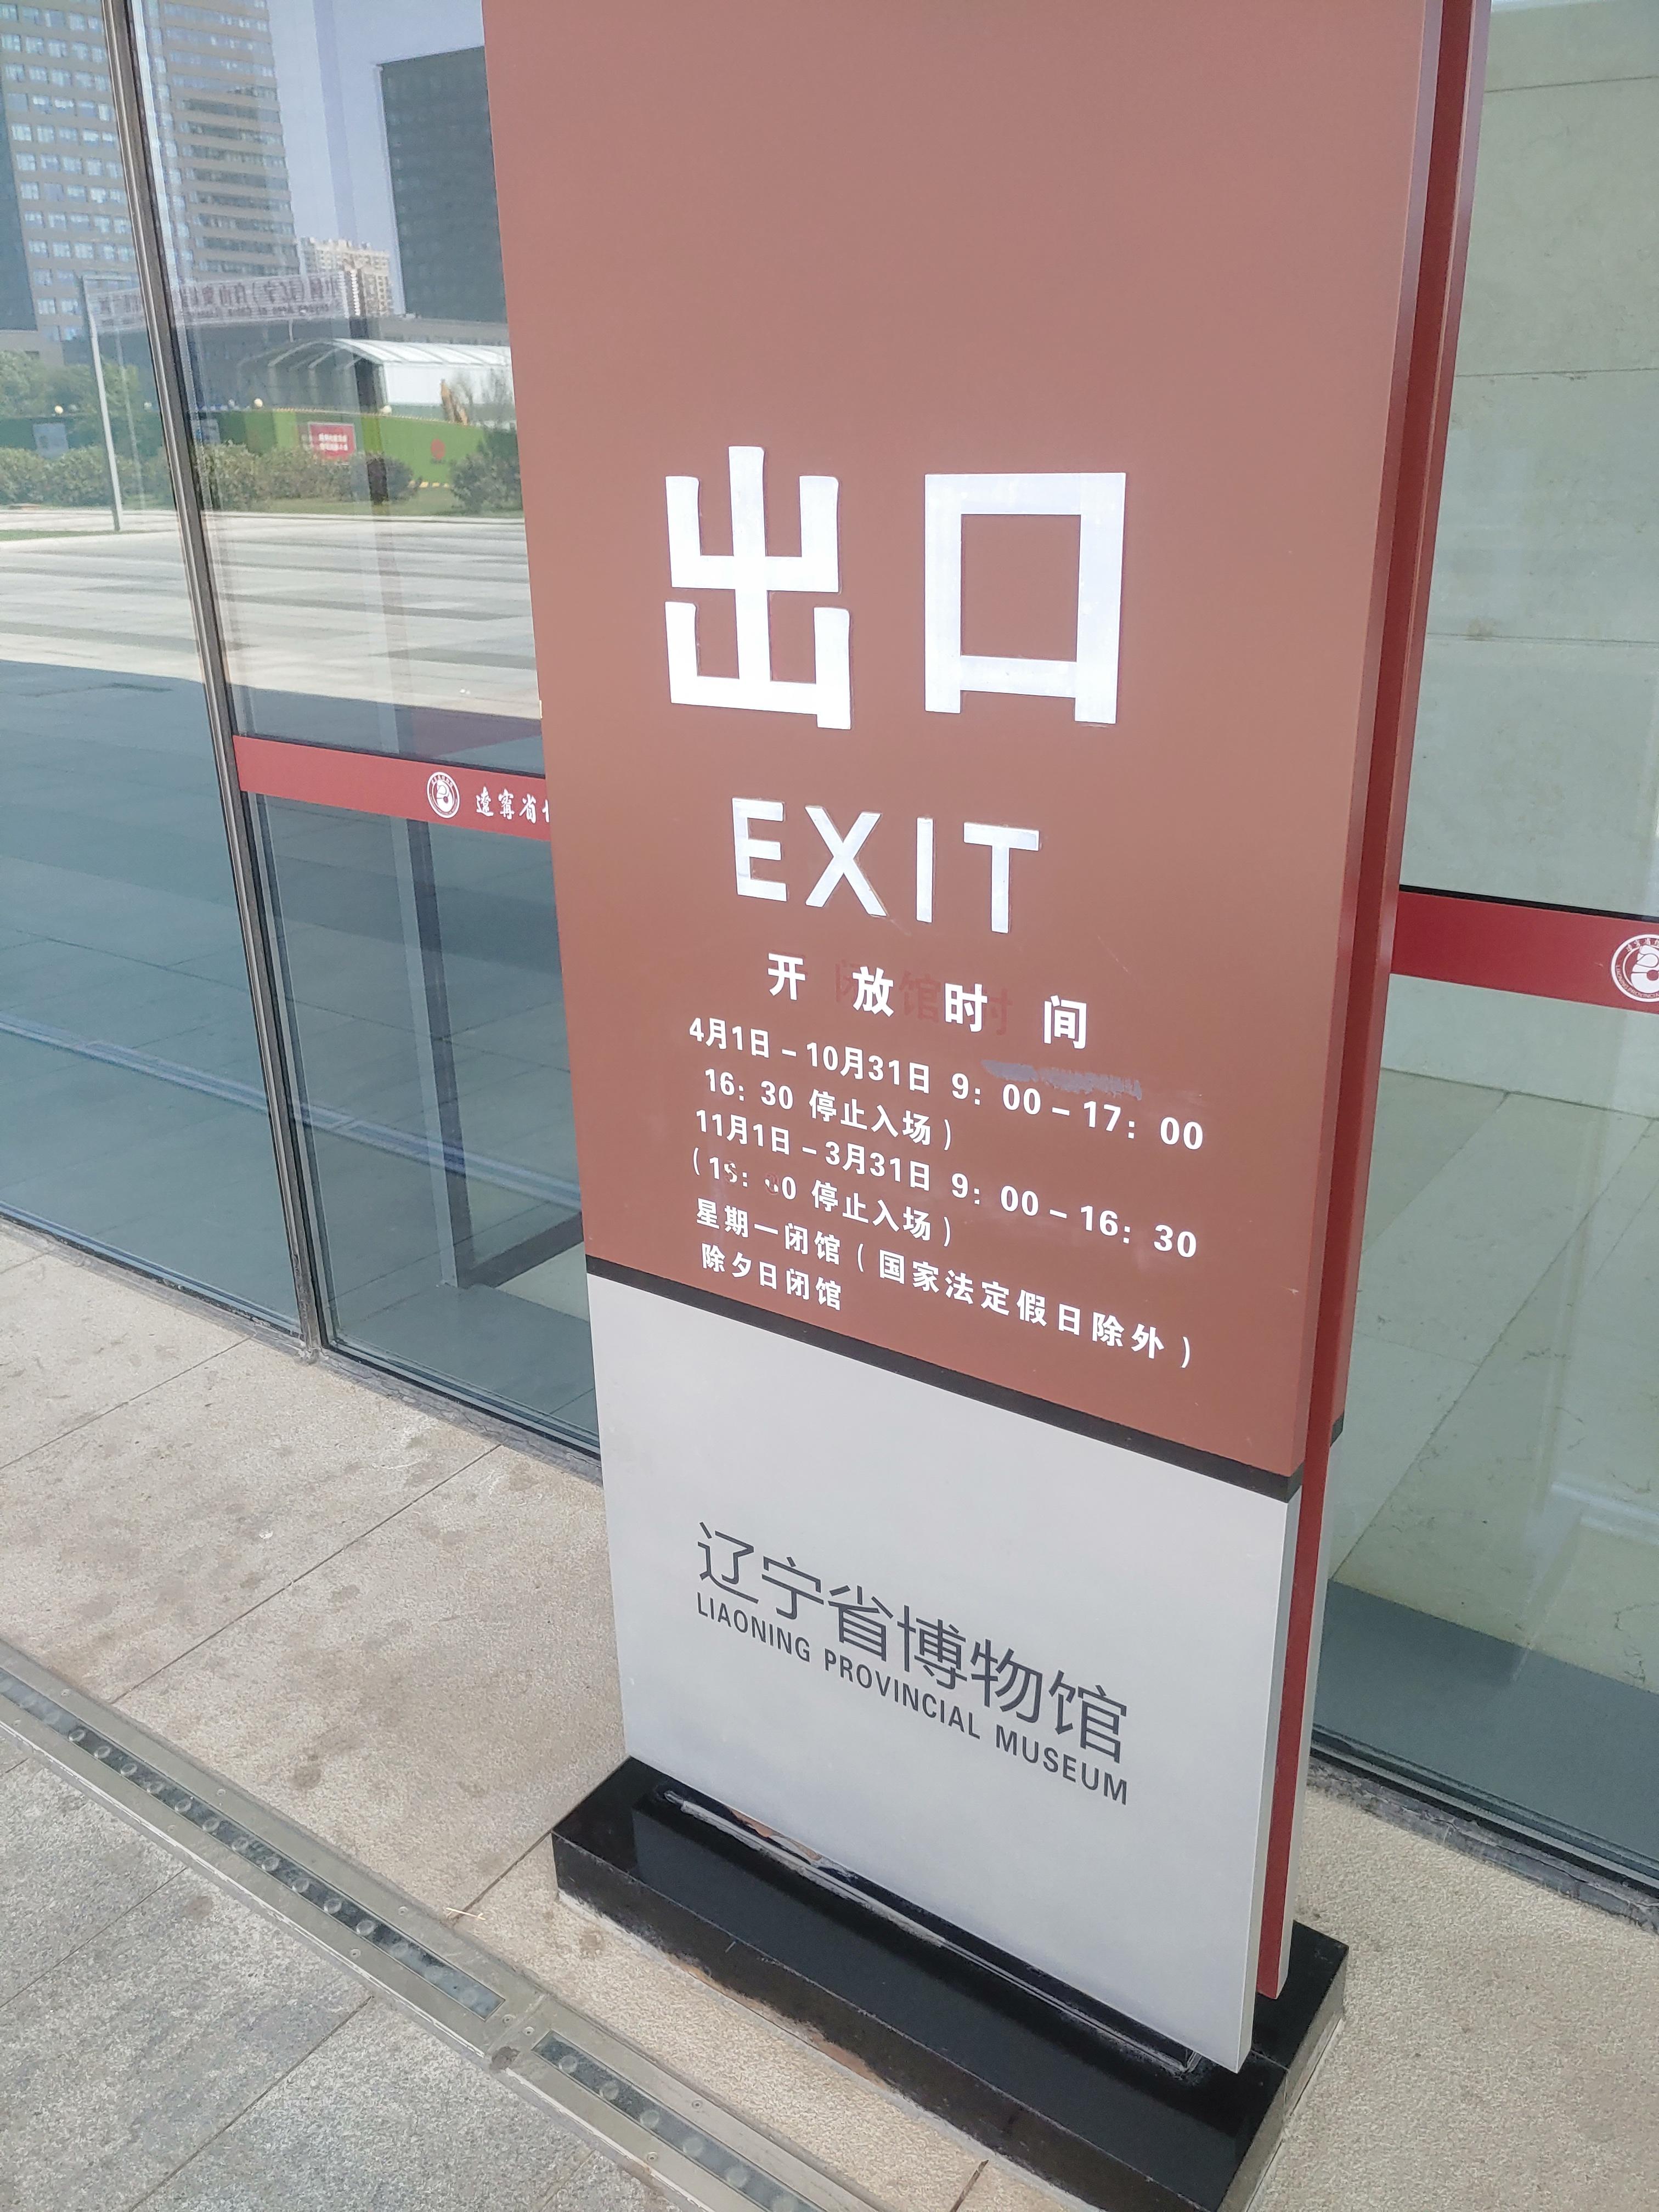 出口
EXIT
开放时间
4月1日－10月31日 9：00－17：00
16：30 停止入场）
11月1日－3月31日 9：00－16：30
停止入场）
星期一闭馆（国家法定假日除外）
除夕日闭馆
辽宁省博物馆
LIAONING PROVINCIAL MUSEUM
遼寧省